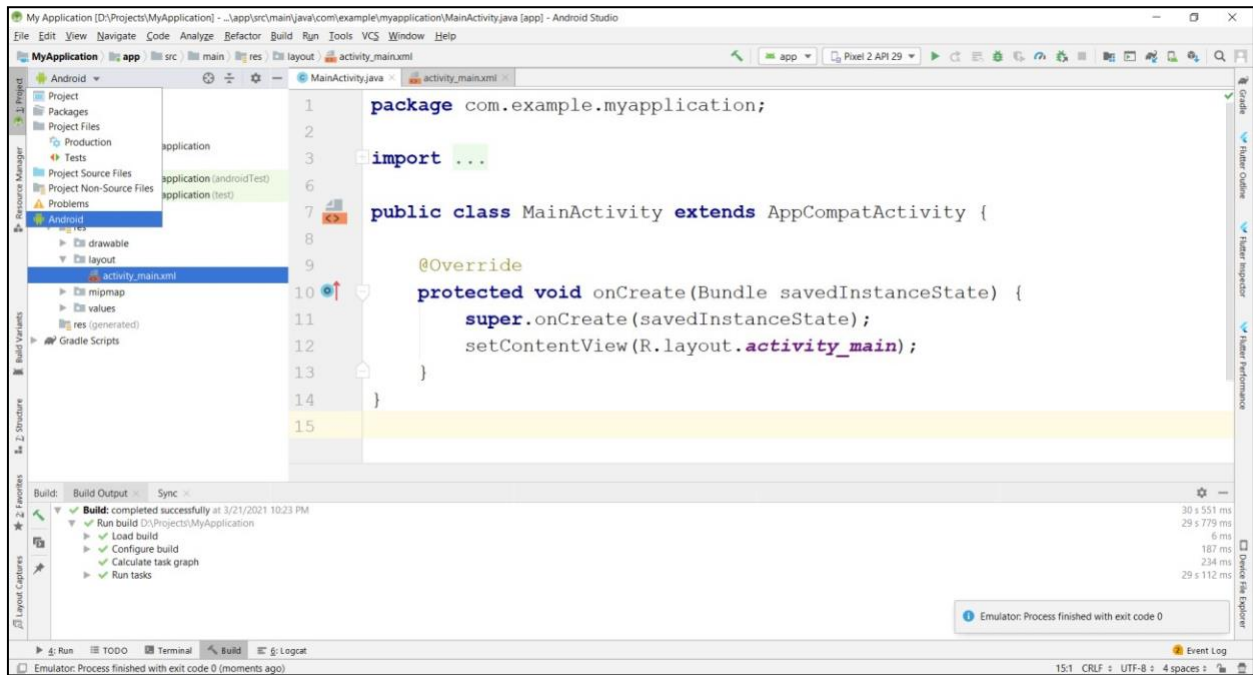 My Application [D:\Projects\MyApplication] - ...\app\src\main\java\com\example\myapplication\MainActivity.java [app] - Android Studio
File Edit View Navigate Code Analyze Refactor Build Run Tools VCS Window Help
MyApplication app src main res layout activity_main.xml app Pixel 2 API 29
Android MainActivity.java activity_main.xml
Project
Packages
Project Files
Production
Tests
Project Source Files
Project Non-Source Files
Problems
Android
application
application (androidTest)
application (test)
res
drawable
layout
activity_main.xml
mipmap
values
res (generated)
Gradle Scripts
1 package com.example.myapplication;
2
3 import ...
6
7 public class MainActivity extends AppCompatActivity {
8
9 @Override
10 protected void onCreate(Bundle savedInstanceState) {
11 super.onCreate(savedInstanceState);
12 setContentView(R.layout.activity_main);
13 }
14 }
15
1: Project
Resource Manager
Build Variants
Z: Structure
2: Favorites
Layout Captures
Gradle
Flutter Outline
Flutter Inspector
Flutter Performance
Device File Explorer
Build: Build Output Sync
Build: completed successfully at 3/21/2021 10:23 PM 30 s 551 ms
Run build D:\Projects\MyApplication 29 s 779 ms
Load build 6 ms
Configure build 187 ms
Calculate task graph 234 ms
Run tasks 29 s 112 ms
Emulator: Process finished with exit code 0
4: Run TODO Terminal Build 6: Logcat 2 Event Log
Emulator: Process finished with exit code 0 (moments ago) 15:1 CRLF UTF-8 4 spaces